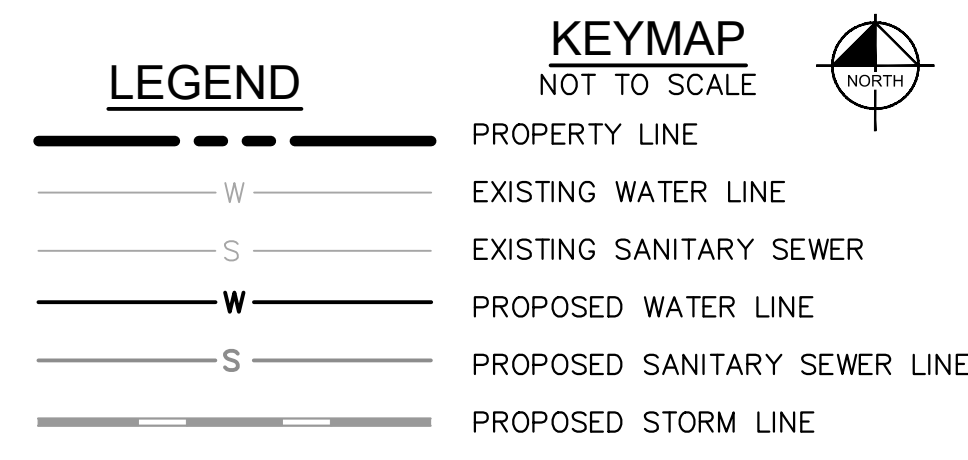 KEYMAP
NOT TO SCALE
NORTH
LEGEND
PROPERTY LINE
W EXISTING WATER LINE
S EXISTING SANITARY SEWER
W PROPOSED WATER LINE
S PROPOSED SANITARY SEWER LINE
PROPOSED STORM LINE